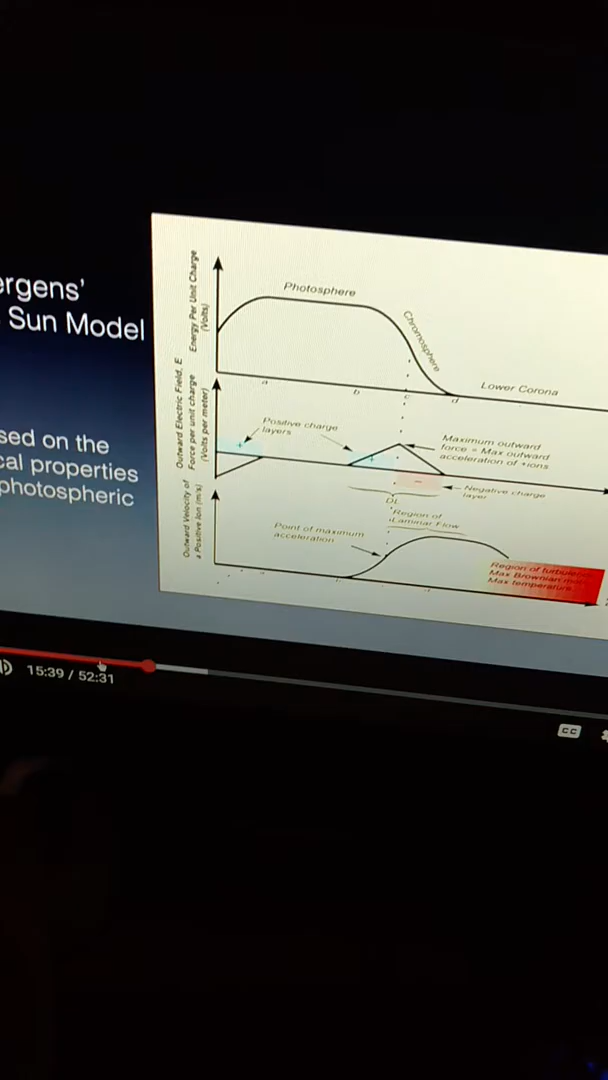 ergens'
Sun Model
sed on the
cal properties
photospheric
Energy Per Unit Charge
(Volts)
Photosphere
Chromosphere
a
b
c
d
Lower Corona
Outward Electric Field, E
Force per unit charge
(Volts per meter)
Positive charge
layers
+
+
Maximum outward
force = Max outward
acceleration of +ions
−
Negative charge
layer
DL
Outward Velocity of
a Positive Ion (m/s)
Region of
Laminar Flow
Point of maximum
acceleration
Region of
Max Brownian
Max temperature
15:39 / 52:31
CC